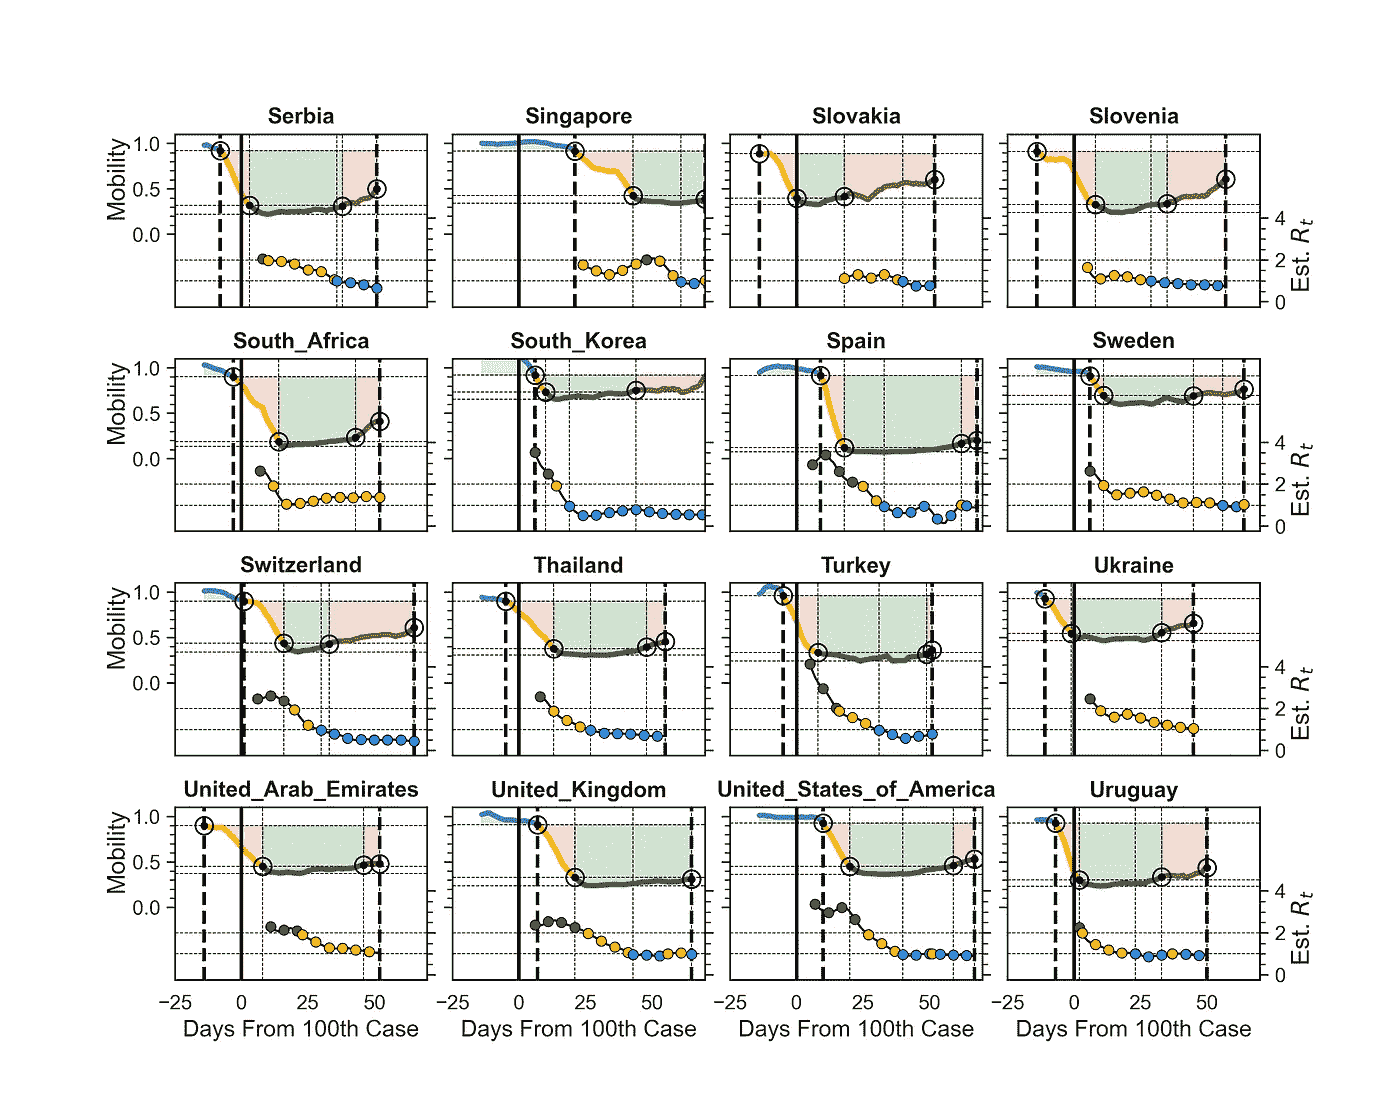 Serbia Singapore Slovakia Slovenia
Mobility 1.0 0.5 0.0
4 2 0 Est. Rt
South_Africa South_Korea Spain Sweden
Mobility 1.0 0.5 0.0
4 2 0 Est. Rt
Switzerland Thailand Turkey Ukraine
Mobility 1.0 0.5 0.0
4 2 0 Est. Rt
United_Arab_Emirates United_Kingdom United_States_of_America Uruguay
Mobility 1.0 0.5 0.0
4 2 0 Est. Rt
−25 0 50 −25 0 50 −25 0 50 −25 0 50
Days From 100th Case Days From 100th Case Days From 100th Case Days From 100th Case